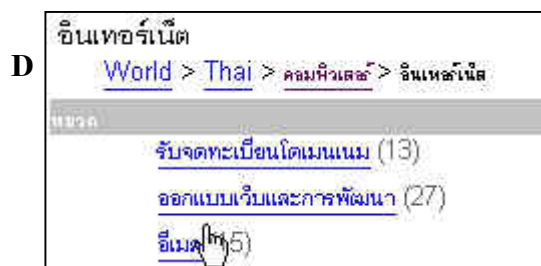 อินเทอร์เน็ต
D
World > Thai > คอมพิวเตอร์ > อินเทอร์เน็ต
หมวด
รับจดทะเบียนโดเมนเนม (13)
ออกแบบเว็บและการพัฒนา (27)
อีเมล